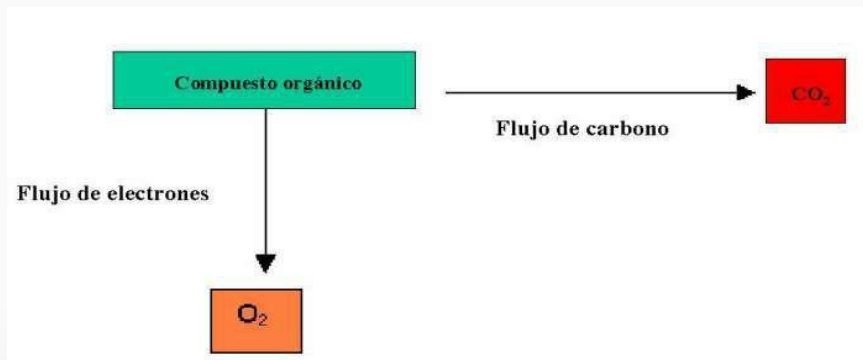 Compuesto orgánico
CO₂
Flujo de carbono
Flujo de electrones
O₂